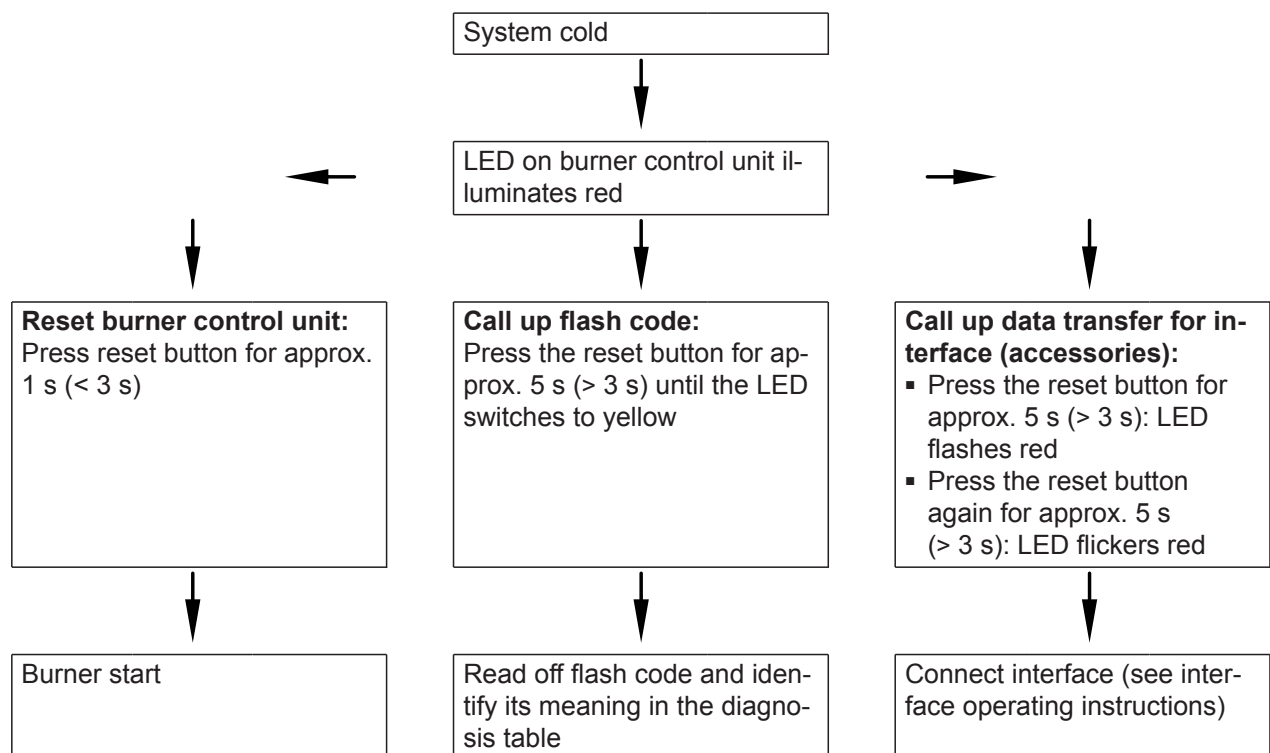 System cold
LED on burner control unit il-
luminates red
Reset burner control unit:
Press reset button for approx.
1 s (< 3 s)
Call up flash code:
Press the reset button for ap-
prox. 5 s (> 3 s) until the LED
switches to yellow
Call up data transfer for in-
terface (accessories):
▪ Press the reset button for
approx. 5 s (> 3 s): LED
flashes red
▪ Press the reset button
again for approx. 5 s
(> 3 s): LED flickers red
Burner start
Read off flash code and iden-
tify its meaning in the diagno-
sis table
Connect interface (see inter-
face operating instructions)